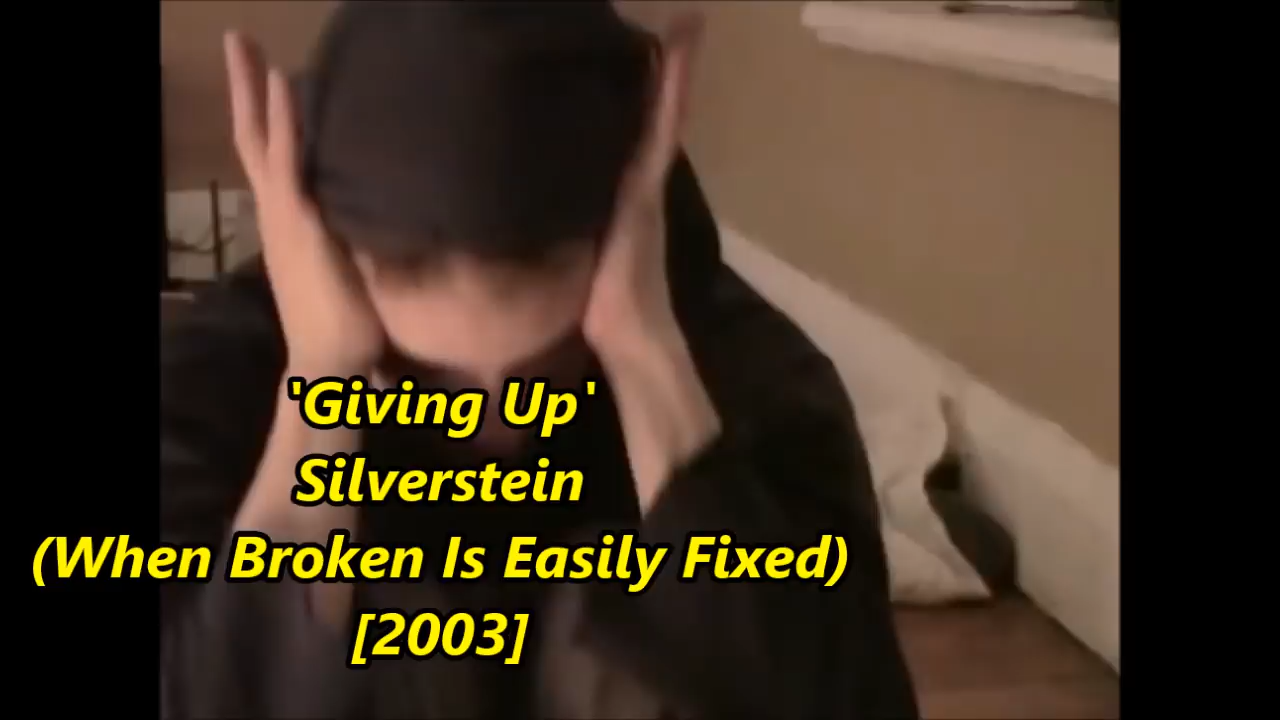 'Giving Up'
Silverstein
(When Broken Is Easily Fixed)
[2003]